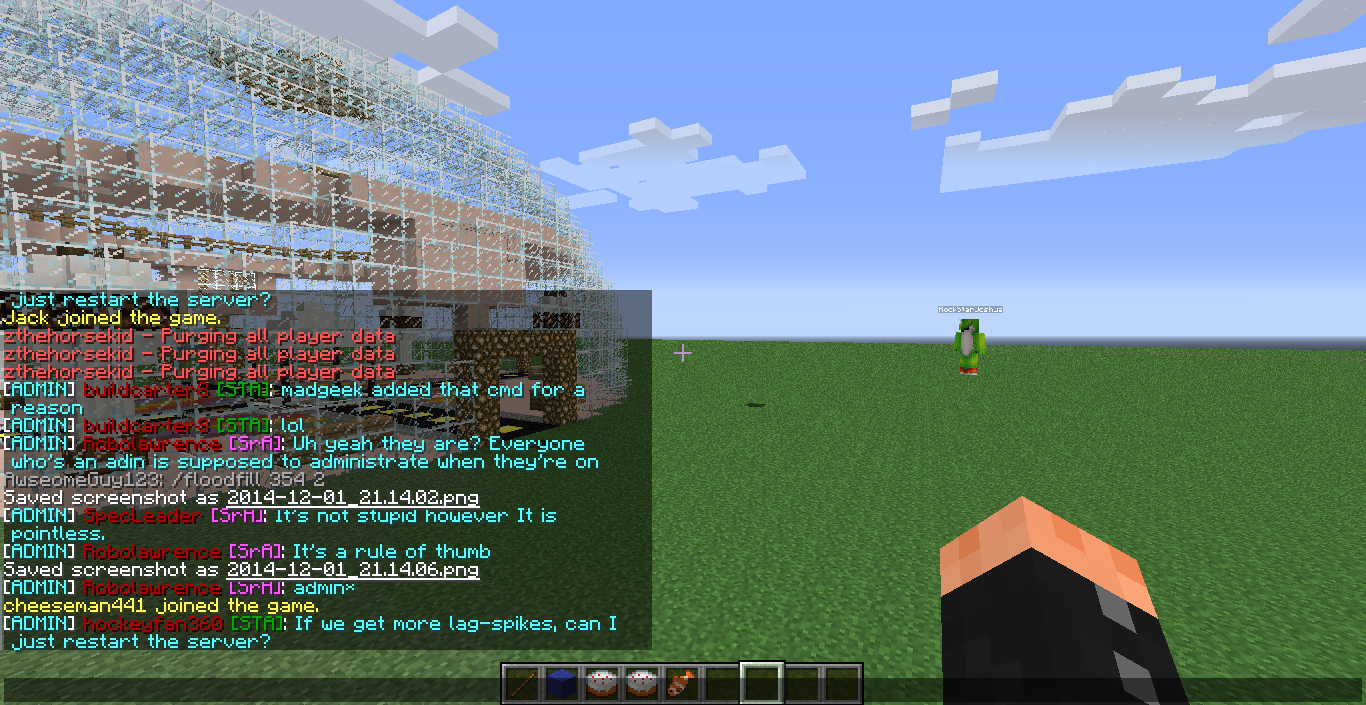 just restart the server?
Jack joined the game.
zthehorsekid - Purging all player data
zthehorsekid - Purging all player data
zthehorsekid - Purging all player data
[ADMIN] buildcarter8 [STA]: madgeek added that cmd for a
reason
[ADMIN] buildcarter8 [STA]: lol
[ADMIN] Robolawrence [SrA]: Uh yeah they are? Everyone
who's an adin is supposed to administrate when they're on
AwseomeGuy123: /floodfill 354 2
Saved screenshot as 2014-12-01_21.14.02.png
[ADMIN] SpecLeader [SrA]: It's not stupid however It is
pointless.
[ADMIN] Robolawrence [SrA]: It's a rule of thumb
Saved screenshot as 2014-12-01_21.14.06.png
[ADMIN] Robolawrence [SrA]: admin*
cheeseman441 joined the game.
[ADMIN] hockeyfan360 [STA]: If we get more lag-spikes, can I
just restart the server?